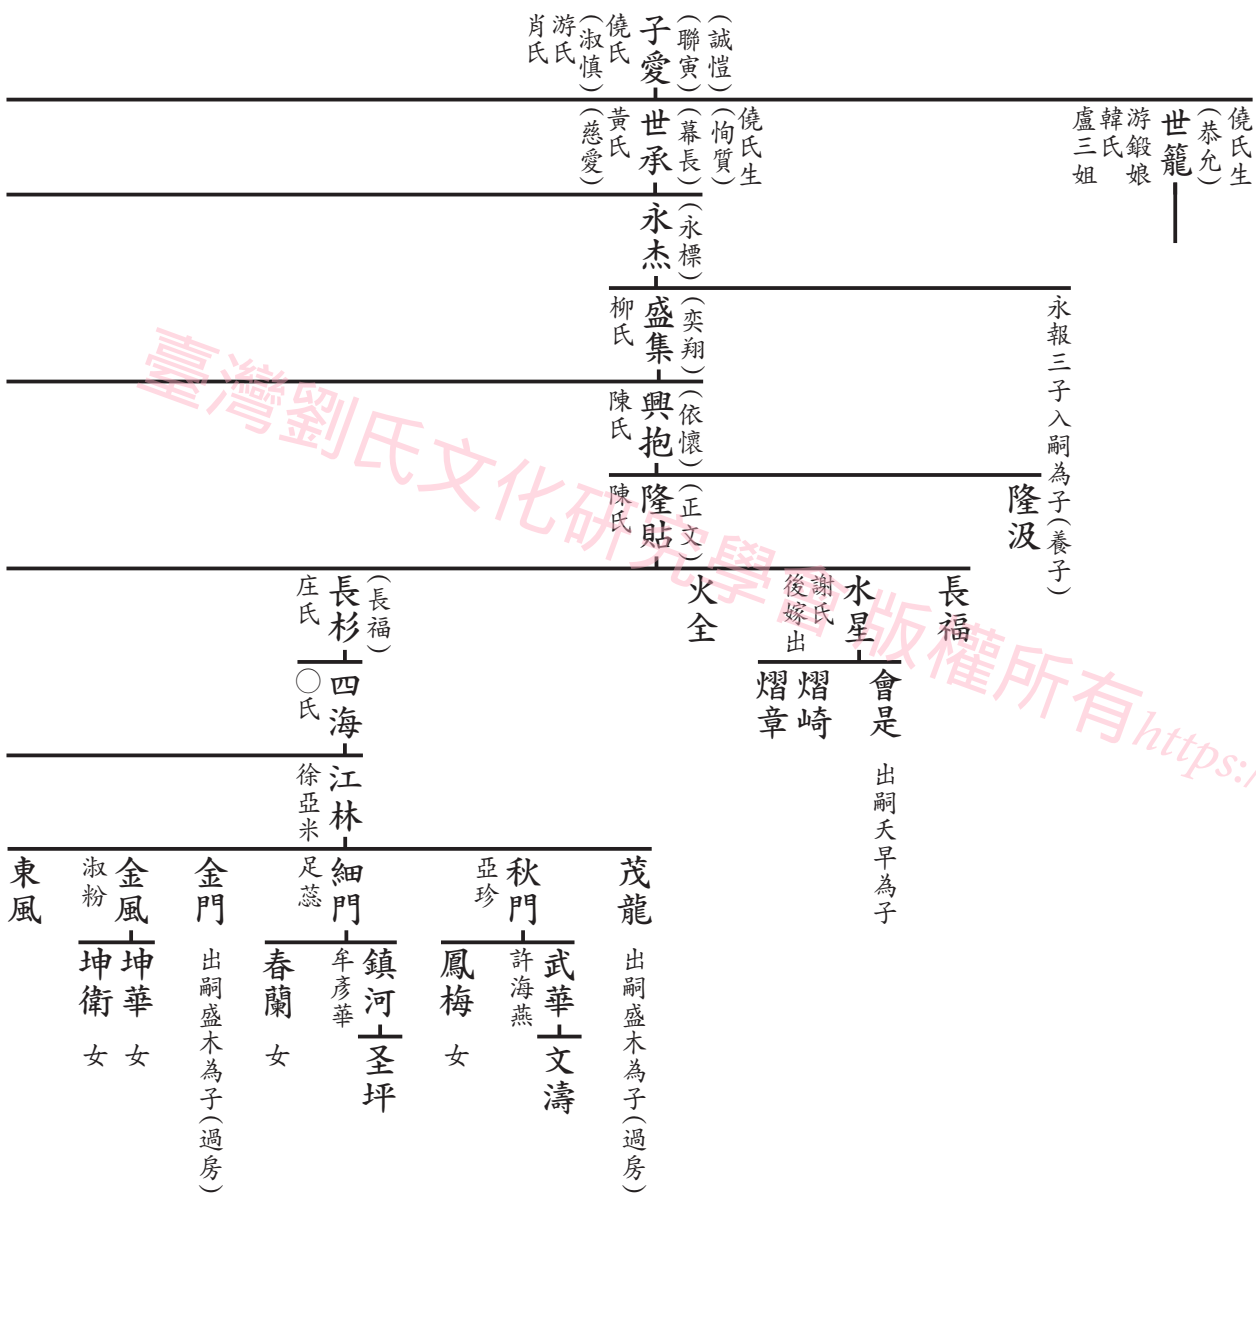 (誠愷)
(聯寅)
子愛
僥氏
(淑慎)
游氏
肖氏
僥氏生
(恭允)
世籠
游鍛娘
韓氏
盧三姐
僥氏生
(恂質)
(幕長)
世承
黃氏
(慈愛)
(永標)
永杰
永報三子入嗣為子(養子)
(奕翔)
盛集
柳氏
(依懷)
興抱
陳氏
隆汲
(正文)
隆貼
陳氏
長福
水星
謝氏
後嫁出
火全
(長福)
長杉
庄氏
會是
出嗣天早為子
熠崎
熠章
四海
〇氏
江林
徐亞米
茂龍
出嗣盛木為子(過房)
秋門
亞珍
細門
足蕊
金門
出嗣盛木為子(過房)
金風
淑粉
東風
武華
許海燕
鳳梅 女
鎮河
牟彥華
春蘭 女
坤華 女
坤衛 女
文濤
圣坪
臺灣劉氏文化研究學會 版權所有https:/